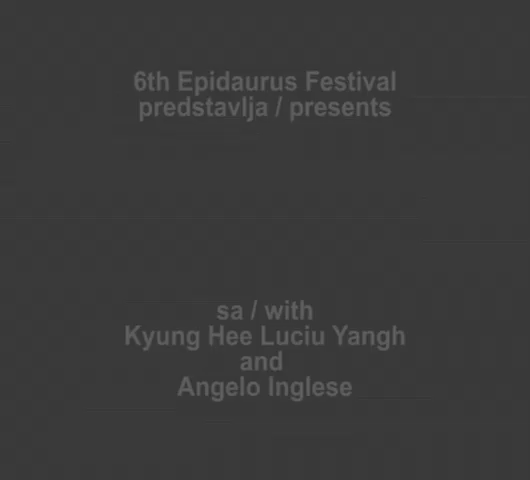 6th Epidaurus Festival
predstavlja / presents
sa / with
Kyung Hee Luciu Yangh
and
Angelo Inglese